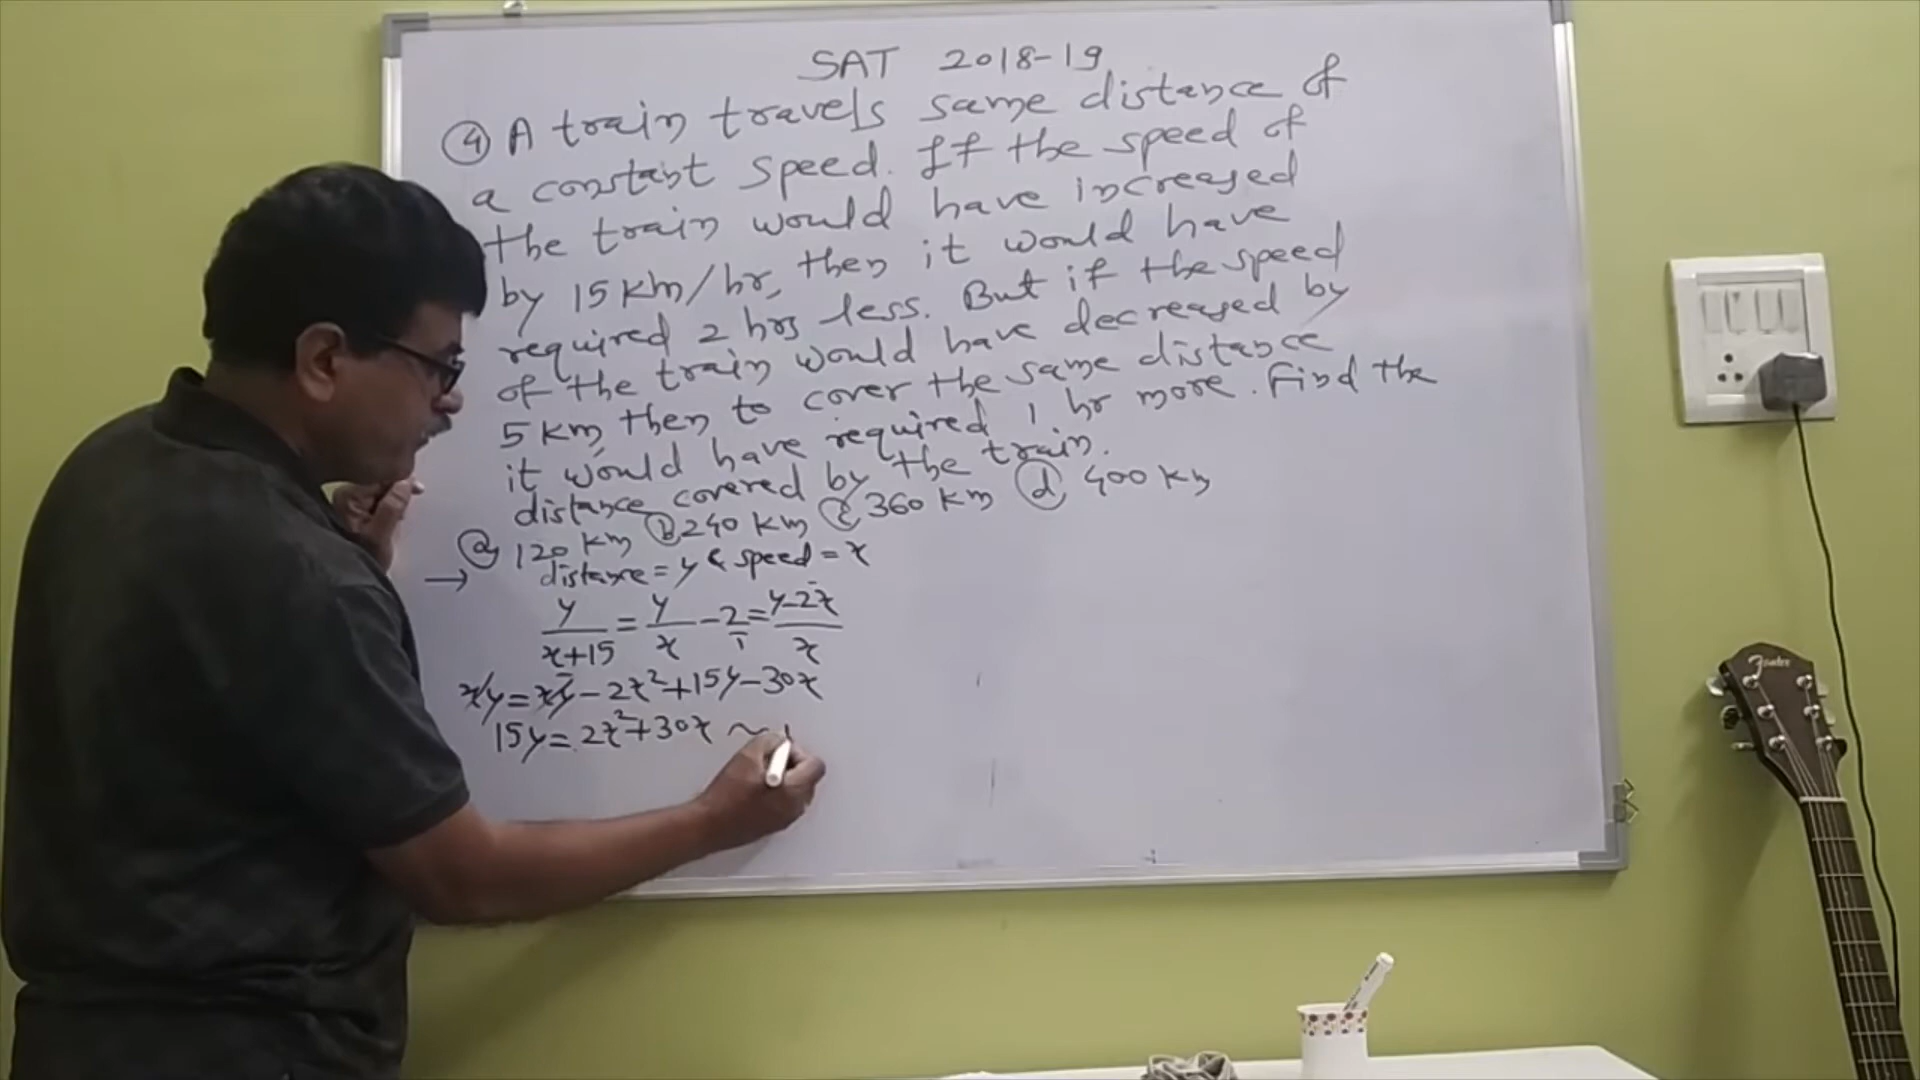 SAT 2018-19
④ A train travels same distance of
a constant speed. If the speed of
the train would have increased
by 15 Km/hr, then it would have
required 2 hrs less. But if the speed
of the train would have decreased by
5 Km, then to cover the same distance
it would have required 1 hr more. Find the
distance covered by the train.
ⓐ 120 Km ⓑ 240 Km ⓒ 360 Km ⓓ 400 Km
→ distance = y & speed = x
y/(x+15) = y/x - 2/1 = (y-2x)/x
xy = xy - 2x² + 15y - 30x
15y = 2x² + 30x ~ 1
Fender